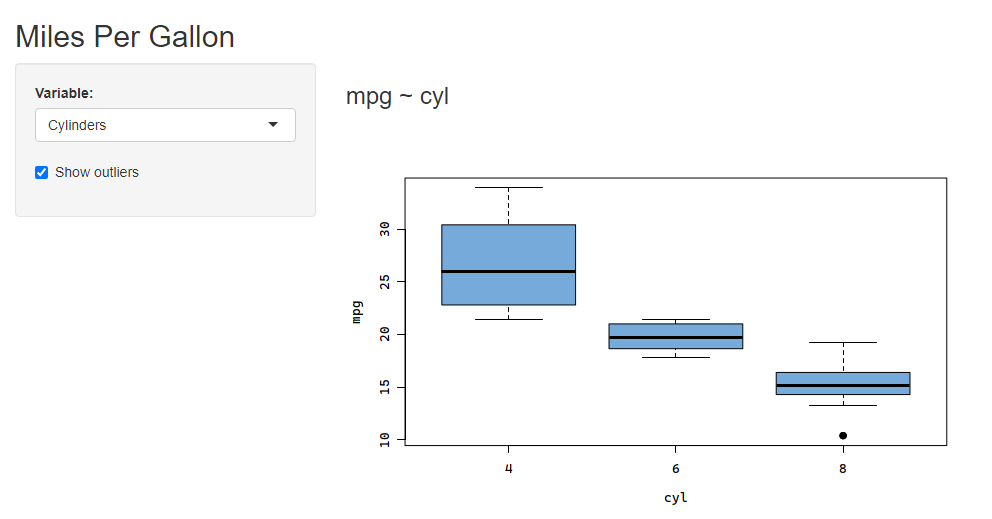 Miles Per Gallon
Variable:
Cylinders
Show outliers
mpg ~ cyl
mpg
30
25
20
15
10
4 6 8
cyl